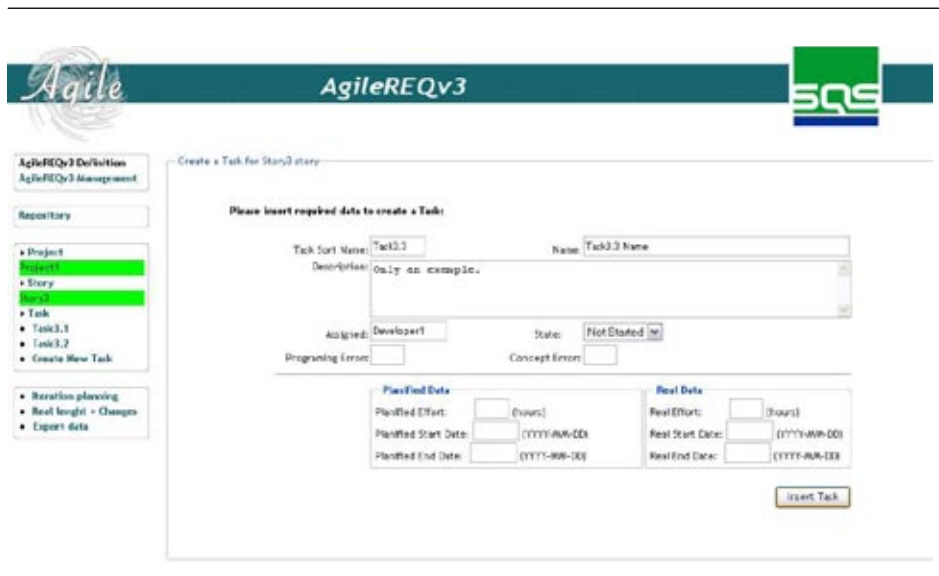 Agile
AgileREQv3
SQS
AgileREQv3 Definition
AgileREQv3 Management
Repository
Project
Project1
Story
Story3
Task
Task3.1
Task3.2
Create New Task
Iteration planning
Real lenght + Changes
Export data
Create a Task for Story3 story
Please insert required data to create a Task:
Task Sort Name: Task3.3 Name: Task3.3 Name
Description: Only an example.
Assigned: Developer1 State: Not Started
Programing Errors: Concept Errors:
Planified Data Real Data
Planified Effort: (hours) Real Effort: (hours)
Planified Start Date: (YYYY-MM-DD) Real Start Date: (YYYY-MM-DD)
Planified End Date: (YYYY-MM-DD) Real End Date: (YYYY-MM-DD)
Insert Task